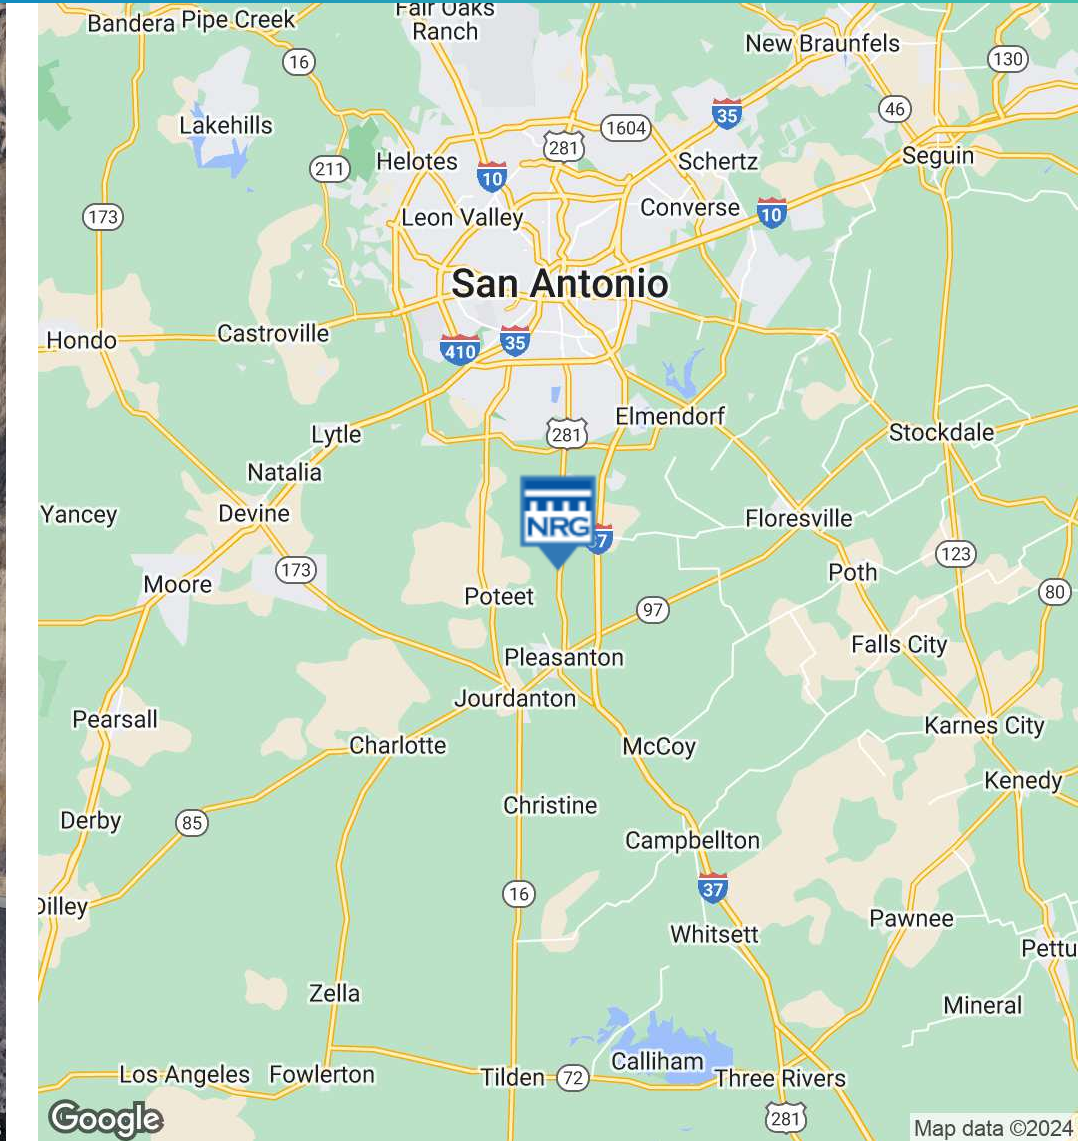 Fair Oaks
Ranch
Bandera
Pipe Creek
New Braunfels
16
130
46
35
Lakehills
1604
281
Helotes
Schertz
Seguin
211
10
173
Leon Valley
Converse
10
San Antonio
Hondo
Castroville
410
35
Lytle
281
Elmendorf
Stockdale
Natalia
Yancey
Devine
NRG
37
Floresville
123
Moore
173
Poteet
97
Poth
80
Pleasanton
Falls City
Jourdanton
Pearsall
Charlotte
McCoy
Karnes City
Kenedy
Derby
85
Christine
Campbellton
16
37
Dilley
Whitsett
Pawnee
Pettu
Zella
Mineral
Los Angeles
Fowlerton
Tilden
72
Calliham
Three Rivers
281
Google
Map data ©2024